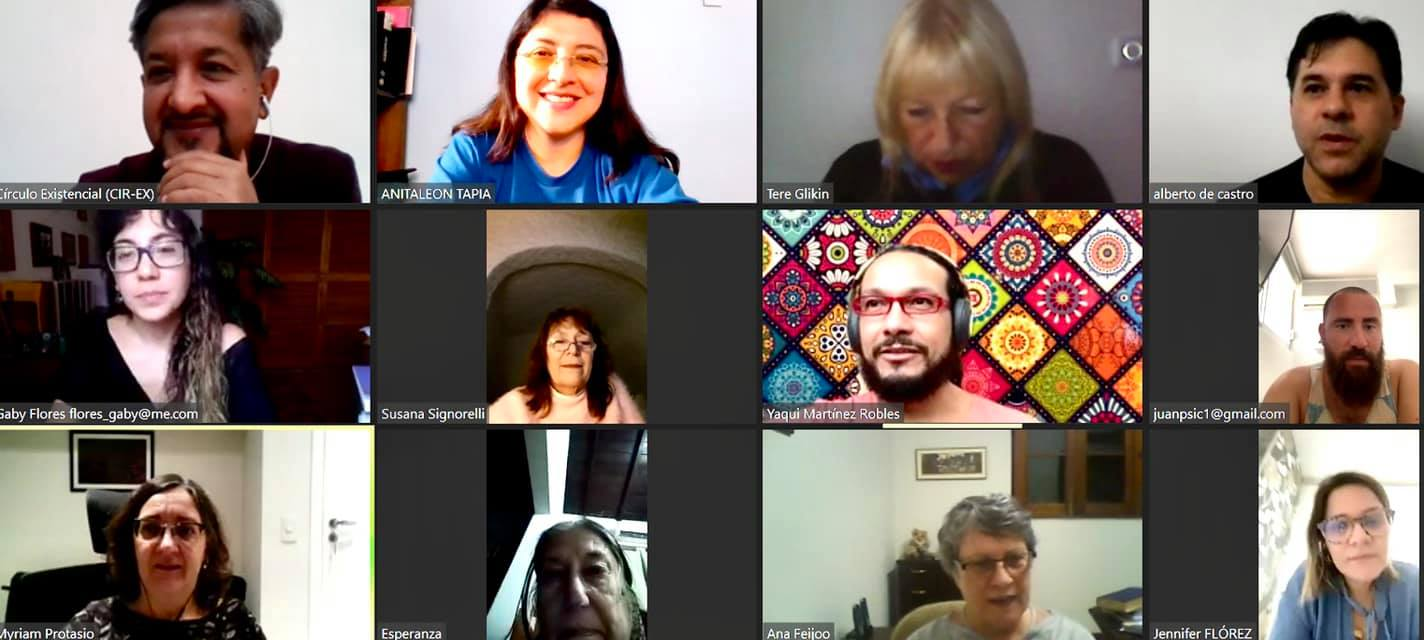 Círculo Existencial (CIR-EX)
ANITALEON TAPIA
Tere Glikin
alberto de castro
Gaby Flores flores_gaby@me.com
Susana Signorelli
Yaqui Martínez Robles
juanpsic1@gmail.com
Myriam Protasio
Esperanza
Ana Feijoo
Jennifer FLÓREZ